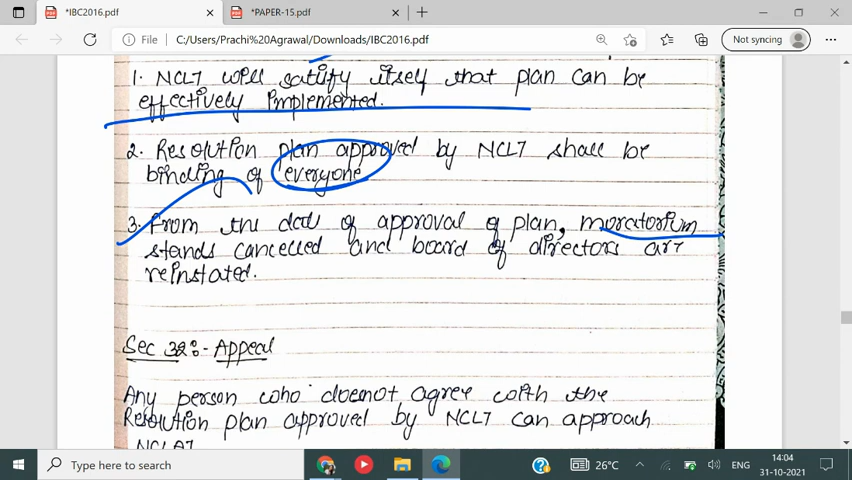 *IBC2016.pdf
*PAPER-15.pdf
File C:/Users/Prachi%20Agrawal/Downloads/IBC2016.pdf
Not syncing
1. NCLT will satisfy itself that plan can be
effectively implemented.
2. Resolution plan approved by NCLT shall be
binding of everyone
3. From the date of approval of plan, moratorium
stands cancelled and board of directors are
reinstated.
Sec 32:- Appeal
Any person who doesnot agree with the
Resolution plan approved by NCLT can approach
NCLAT
Type here to search
26°C
ENG
14:04
31-10-2021